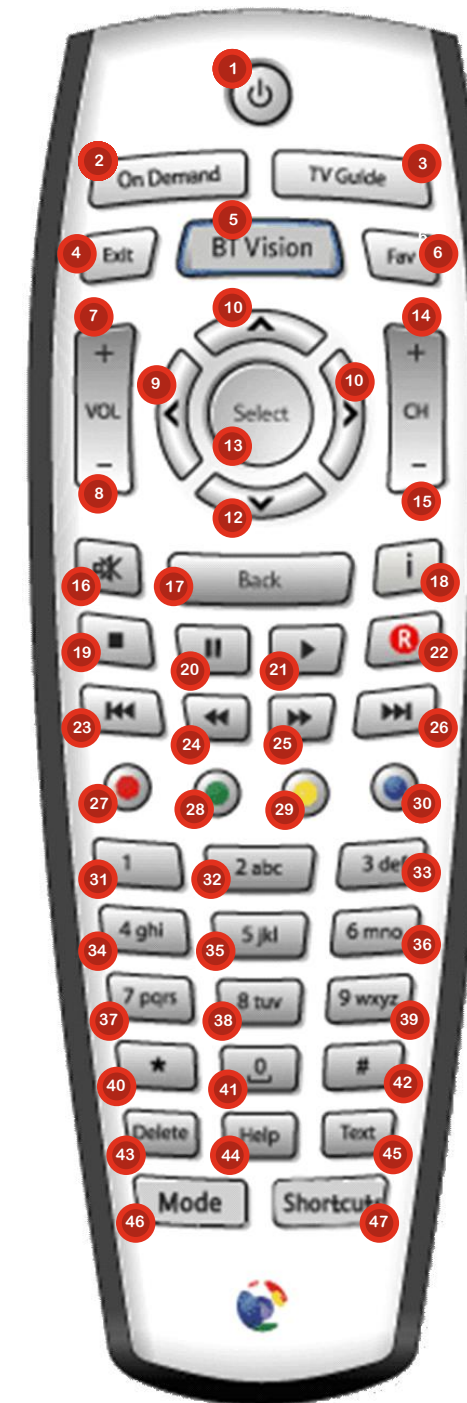 1
2 3
On Demand TV Guide
5
4 Exit BT Vision Fav 6
7 10 14
+ +
9 10
VOL Select CH
13
- -
8 12 15
16 17 Back i 18
19 20 21 R 22
23 24 25 26
27 28 29 30
1 2 abc 3 def
31 32 33
4 ghi 5 jkl 6 mno
34 35 36
7 pqrs 8 tuv 9 wxyz
37 38 39
* 0 #
40 41 42
Delete Help Text
43 44 45
Mode Shortcuts
46 47